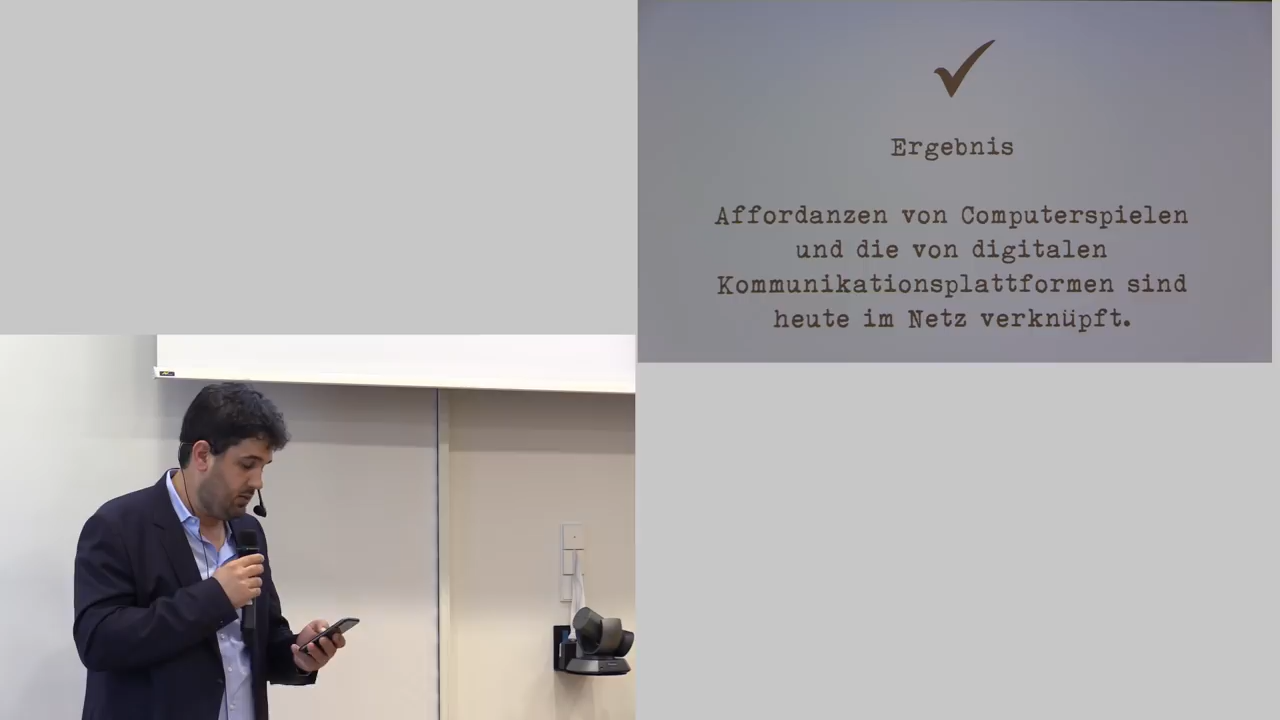 Ergebnis
Affordanzen von Computerspielen
und die von digitalen
Kommunikationsplattformen sind
heute im Netz verknüpft.